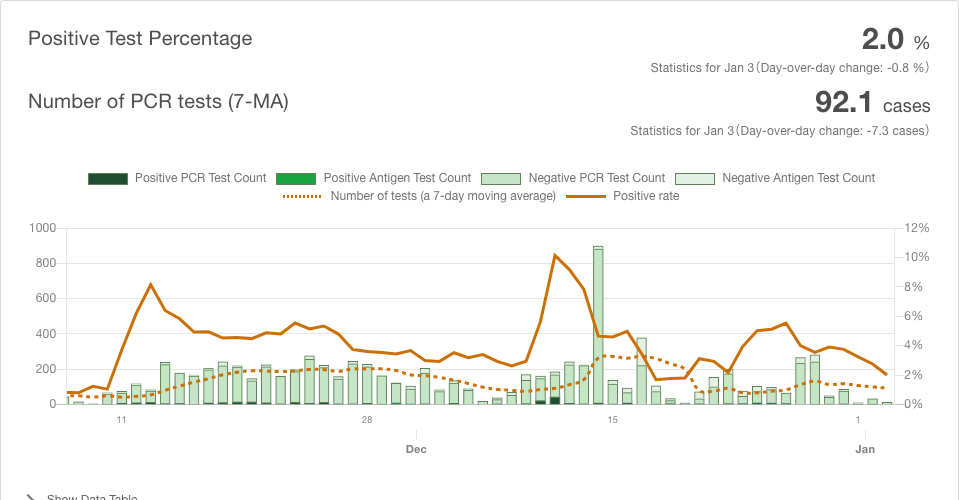 Positive Test Percentage
2.0 %
Statistics for Jan 3(Day-over-day change: -0.8 %)
Number of PCR tests (7-MA)
92.1 cases
Statistics for Jan 3(Day-over-day change: -7.3 cases)
Positive PCR Test Count Positive Antigen Test Count Negative PCR Test Count Negative Antigen Test Count
Number of tests (a 7-day moving average) Positive rate
1000 12%
10%
800
8%
600
6%
400
4%
200
2%
0 0%
11 28 15 1
Dec Jan
Show Data Table